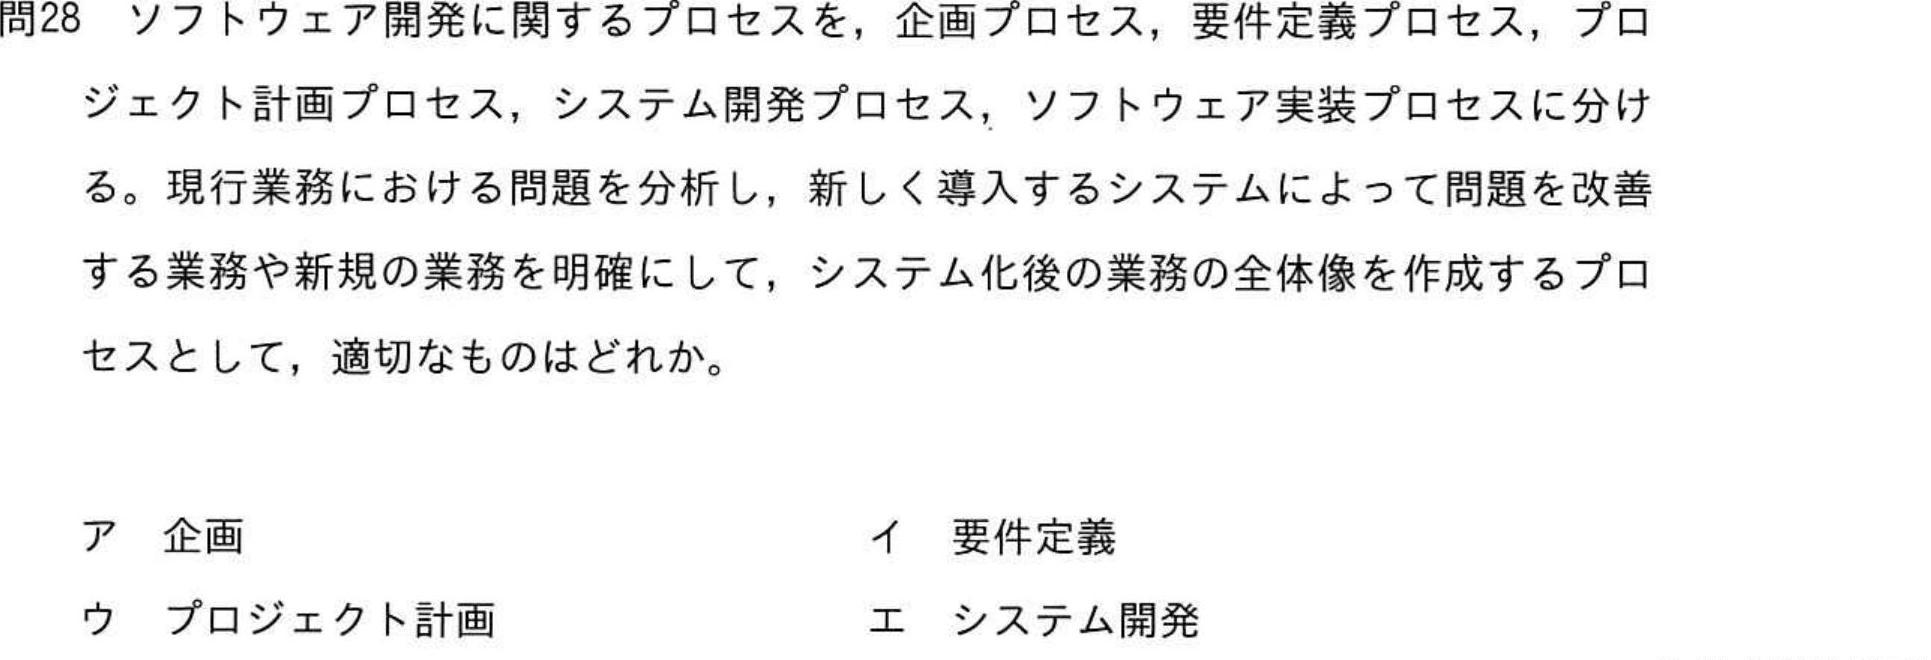 問28 ソフトウェア開発に関するプロセスを，企画プロセス，要件定義プロセス，プロ
ジェクト計画プロセス，システム開発プロセス，ソフトウェア実装プロセスに分け
る。現行業務における問題を分析し，新しく導入するシステムによって問題を改善
する業務や新規の業務を明確にして，システム化後の業務の全体像を作成するプロ
セスとして，適切なものはどれか。
ア 企画 イ 要件定義
ウ プロジェクト計画 エ システム開発